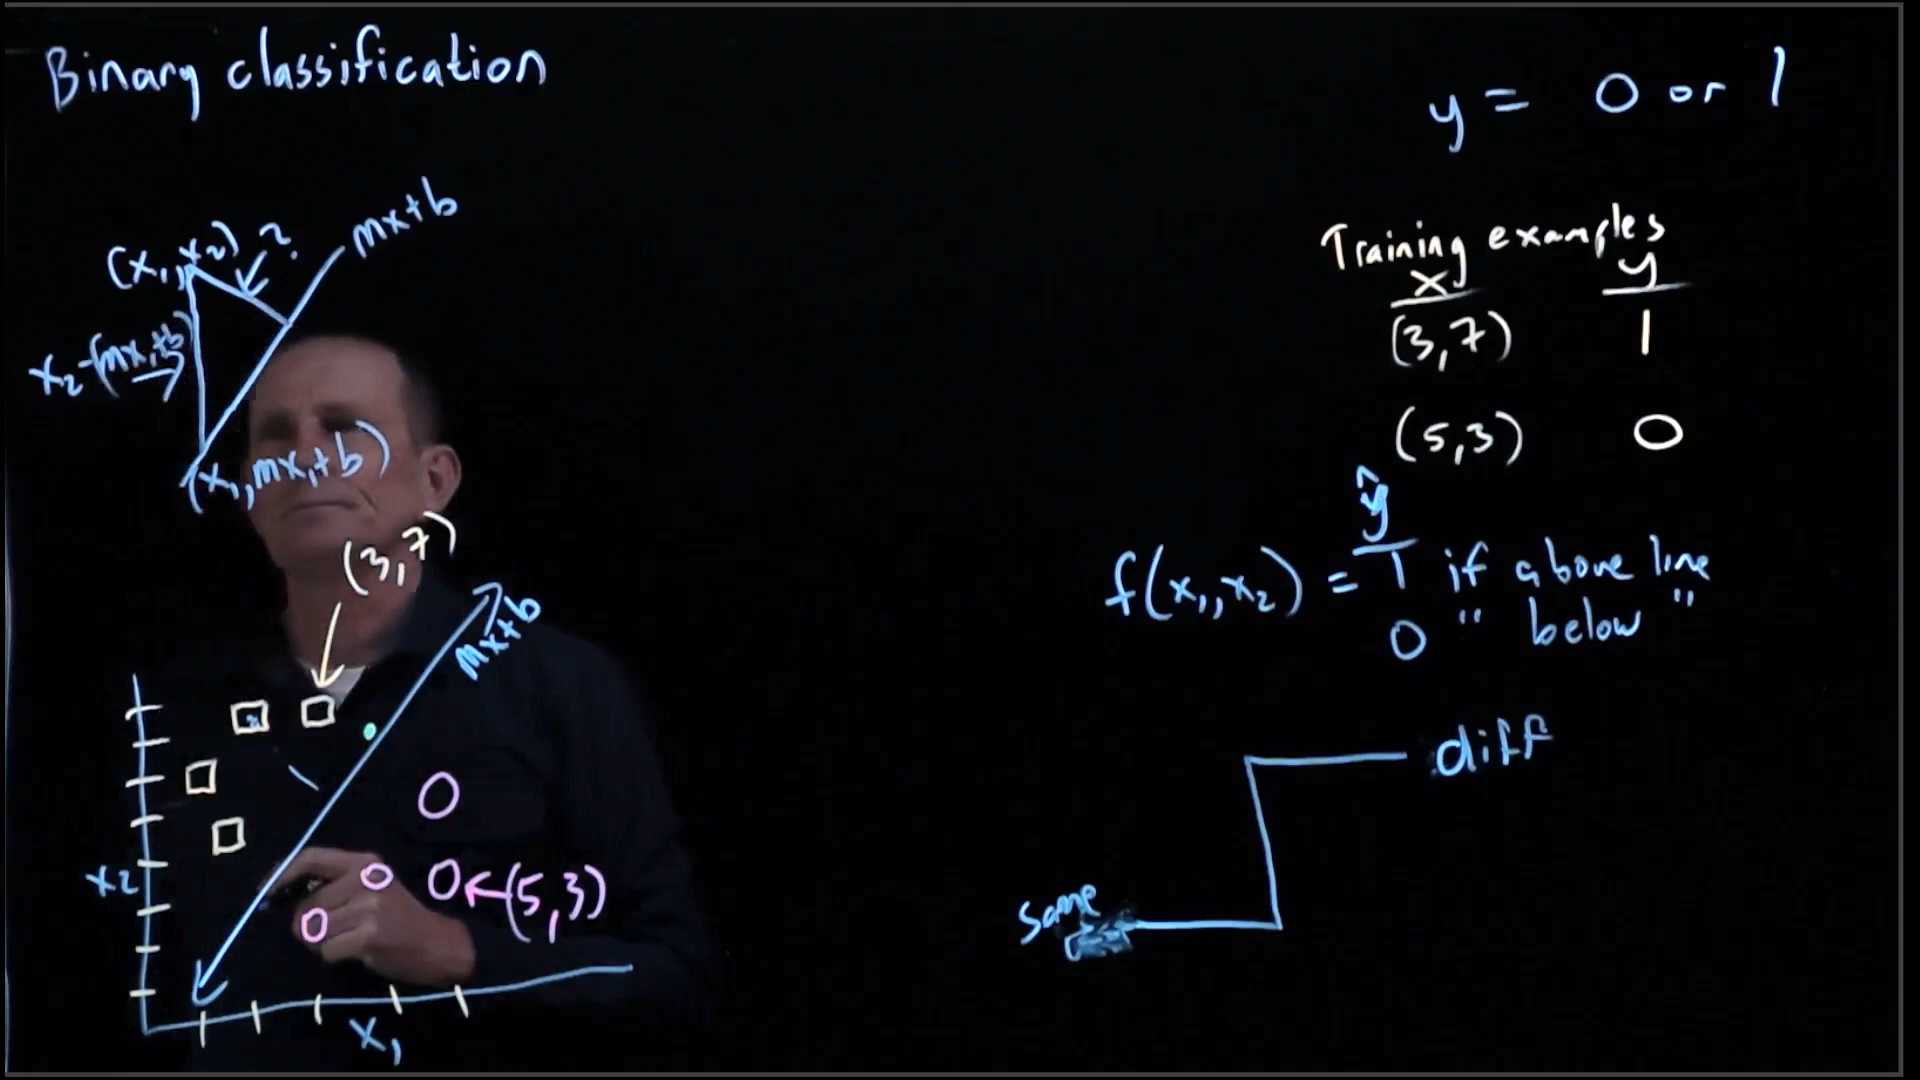 Binary classification
y = 0 or 1
mx+b
(x₁, x₂) ?
x₂-(mx₁+b)
(x₁, mx₁+b)
Training examples
x y
(3,7) 1
(5,3) 0
ŷ
f(x₁, x₂) = 1 if above line
0 " below "
(3,7)
mx+b
diff
same
x₂
(5,3)
x₁